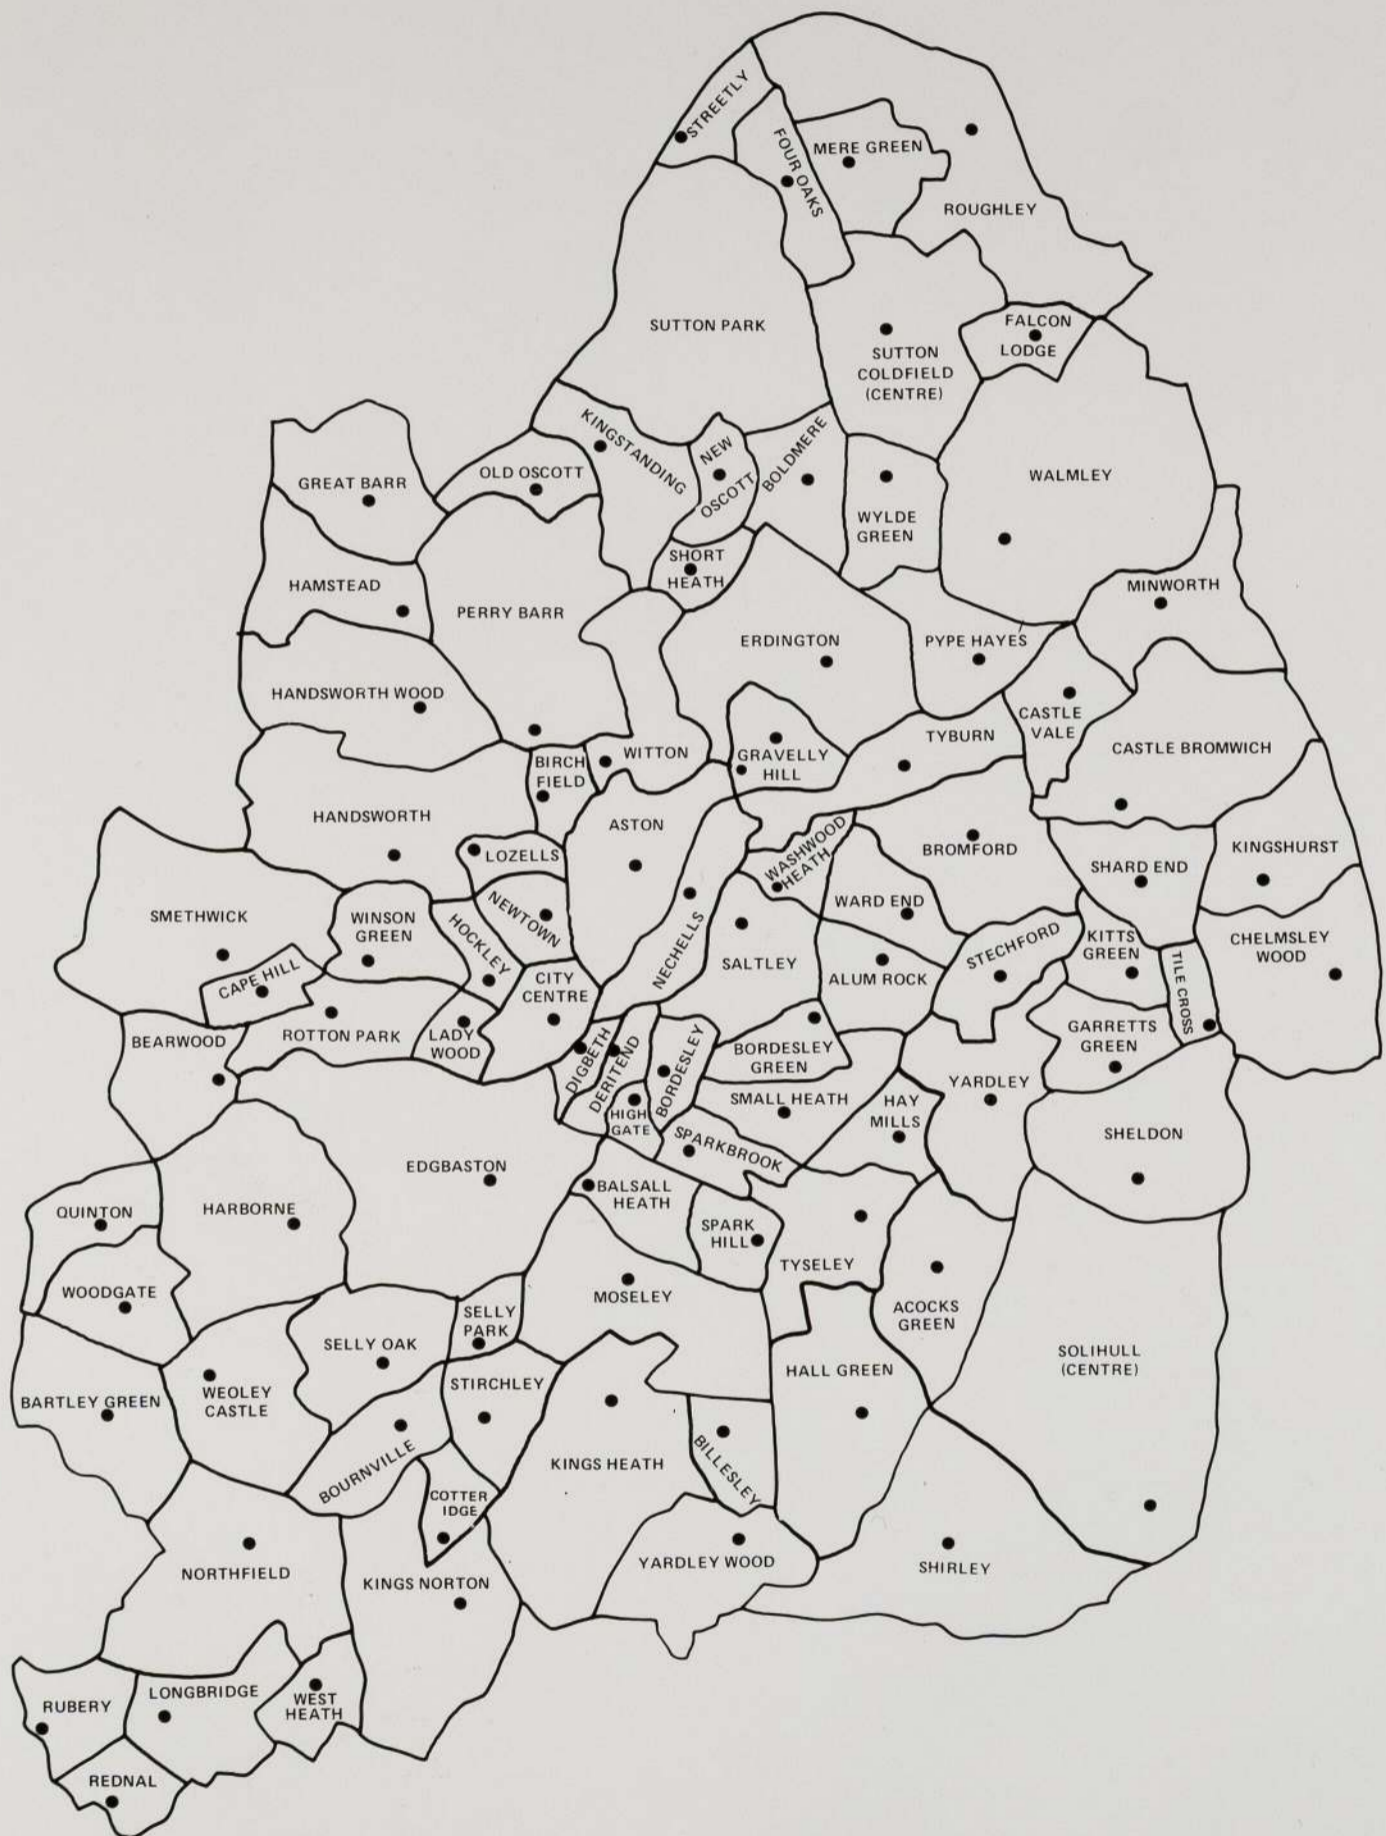 STREETLY
FOUR OAKS
MERE GREEN
ROUGHLEY
SUTTON PARK
SUTTON
COLDFIELD
(CENTRE)
FALCON
LODGE
KINGSTANDING
NEW
OSCOTT
BOLDMERE
OLD OSCOTT
GREAT BARR
WALMLEY
WYLDE
GREEN
SHORT
HEATH
HAMSTEAD
PERRY BARR
MINWORTH
ERDINGTON
PYPE HAYES
HANDSWORTH WOOD
CASTLE
VALE
TYBURN
CASTLE BROMWICH
WITTON
GRAVELLY
HILL
BIRCH
FIELD
HANDSWORTH
ASTON
WASHWOOD
HEATH
BROMFORD
KINGSHURST
LOZELLS
SHARD END
SMETHWICK
WINSON
GREEN
HOCKLEY
NEWTOWN
NECHELLS
WARD END
SALTLEY
STECHFORD
KITTS
GREEN
CHELMSLEY
WOOD
CAPE HILL
CITY
CENTRE
ALUM ROCK
TILE CROSS
BEARWOOD
ROTTON PARK
LADY
WOOD
DIGBETH
DERITEND
BORDESLEY
BORDESLEY
GREEN
GARRETTS
GREEN
HIGH
GATE
SMALL HEATH
HAY
MILLS
YARDLEY
SPARKBROOK
SHELDON
EDGBASTON
BALSALL
HEATH
QUINTON
HARBORNE
SPARK
HILL
TYSELEY
WOODGATE
MOSELEY
ACOCKS
GREEN
SELLY
PARK
SELLY OAK
SOLIHULL
(CENTRE)
HALL GREEN
BARTLEY GREEN
WEOLEY
CASTLE
STIRCHLEY
BOURNVILLE
KINGS HEATH
BILLESLEY
COTTER
IDGE
YARDLEY WOOD
SHIRLEY
NORTHFIELD
KINGS NORTON
RUBERY
LONGBRIDGE
WEST
HEATH
REDNAL